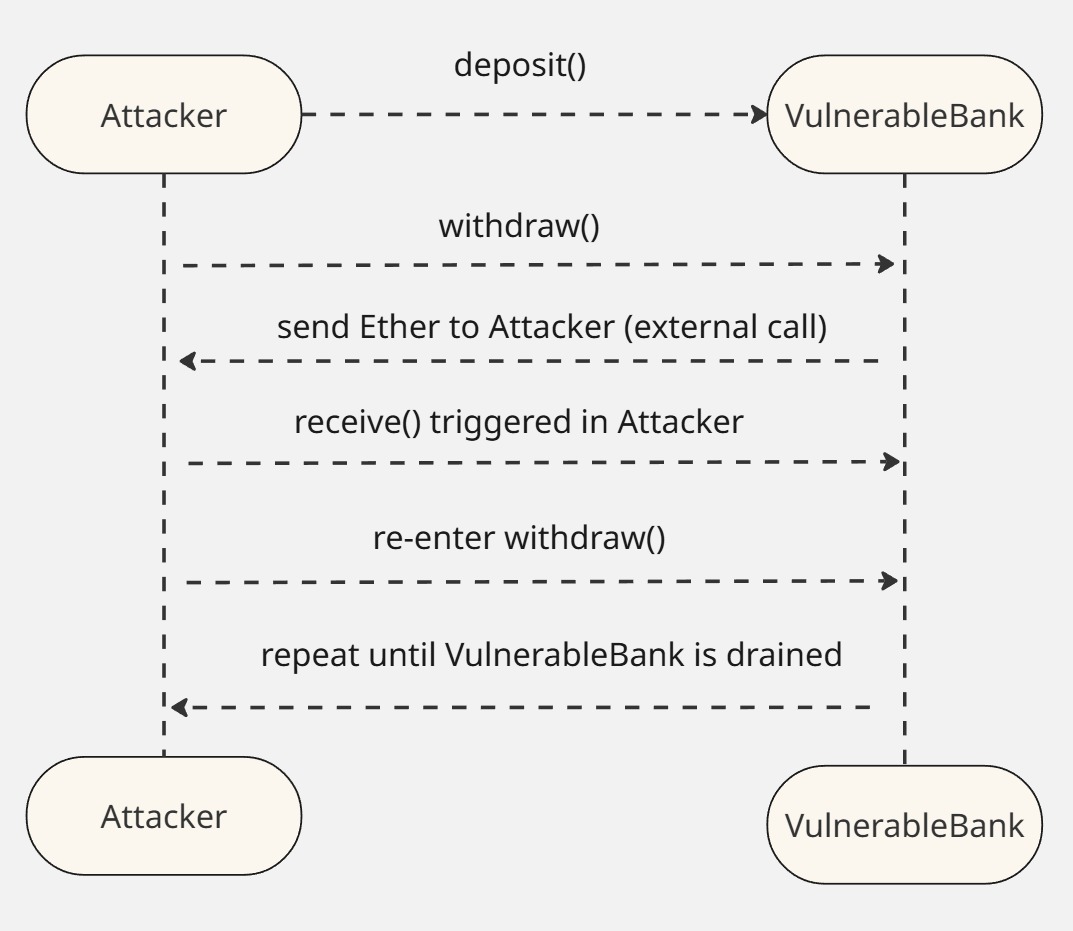 deposit()
Attacker
VulnerableBank
withdraw()
send Ether to Attacker (external call)
receive() triggered in Attacker
re-enter withdraw()
repeat until VulnerableBank is drained
Attacker
VulnerableBank